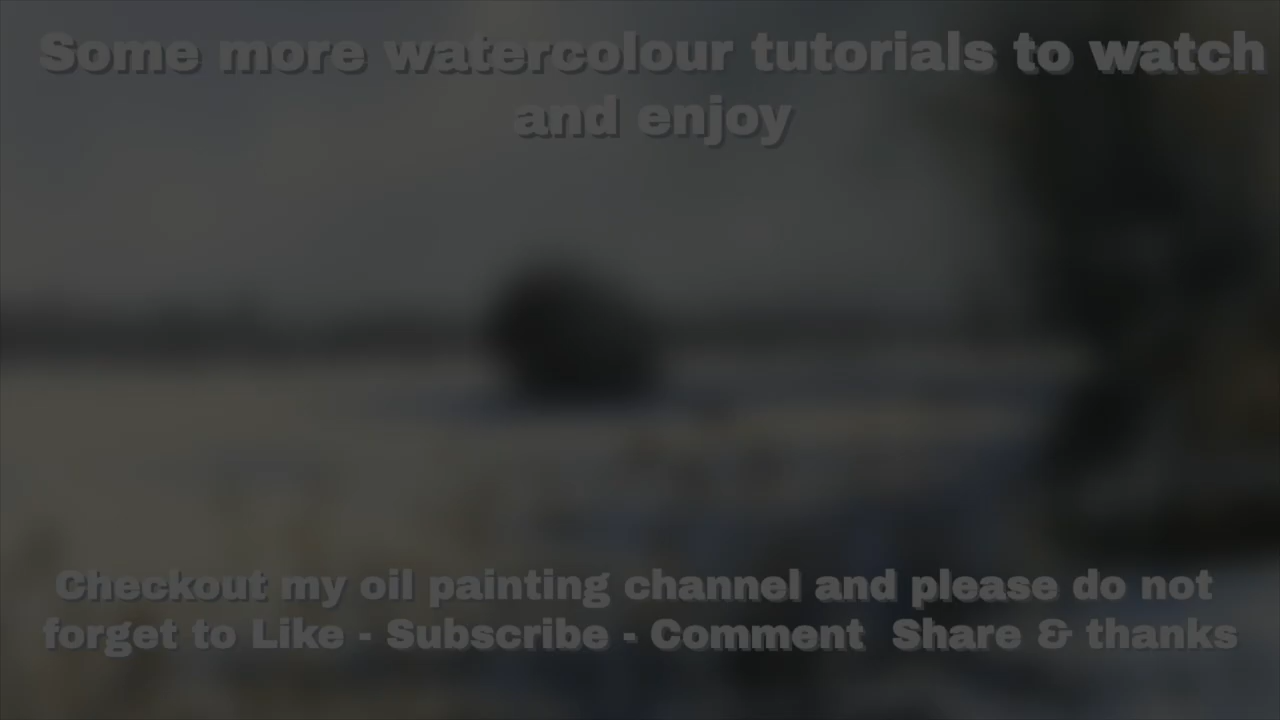 Some more watercolour tutorials to watch
and enjoy
Checkout my oil painting channel and please do not
forget to Like - Subscribe - Comment  Share & thanks